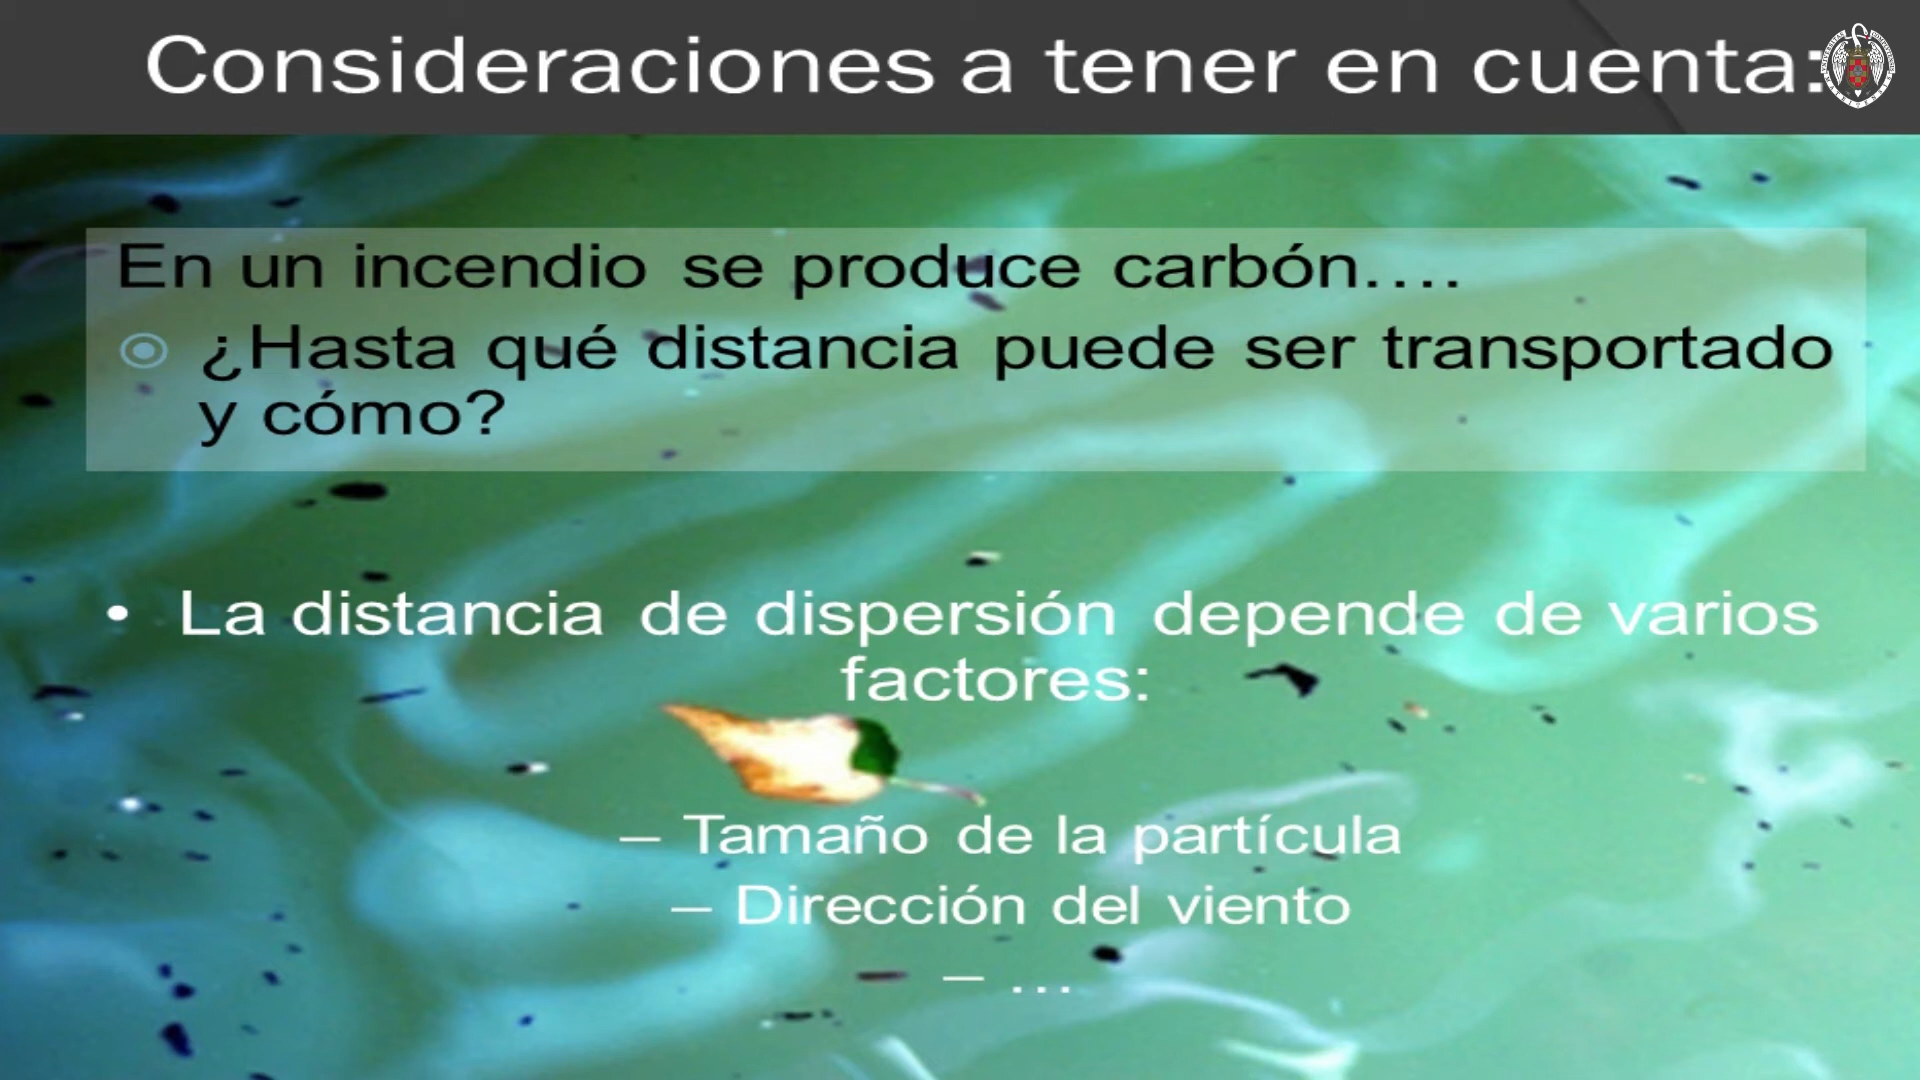 Consideraciones a tener en cuenta:
En un incendio se produce carbón....
¿Hasta qué distancia puede ser transportado
y cómo?
• La distancia de dispersión depende de varios
factores:
– Tamaño de la partícula
– Dirección del viento
– ...